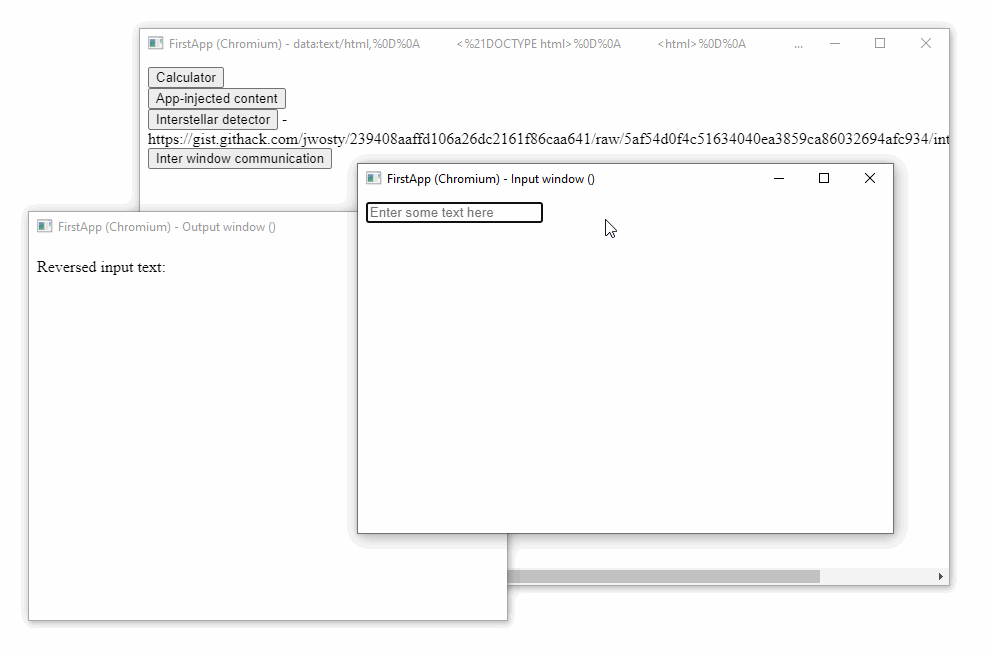 FirstApp (Chromium) - data:text/html,%0D%0A <%21DOCTYPE html>%0D%0A <html>%0D%0A ...
Calculator
App-injected content
Interstellar detector -
https://gist.githack.com/jwosty/239408aaffd106a26dc2161f86caa641/raw/5af54d0f4c51634040ea3859ca86032694afc934/int
Inter window communication
FirstApp (Chromium) - Input window ()
Enter some text here
FirstApp (Chromium) - Output window ()
Reversed input text: